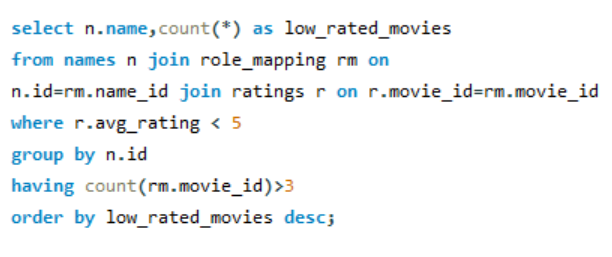 select n.name,count(*) as low_rated_movies
from names n join role_mapping rm on
n.id=rm.name_id join ratings r on r.movie_id=rm.movie_id
where r.avg_rating < 5
group by n.id
having count(rm.movie_id)>3
order by low_rated_movies desc;